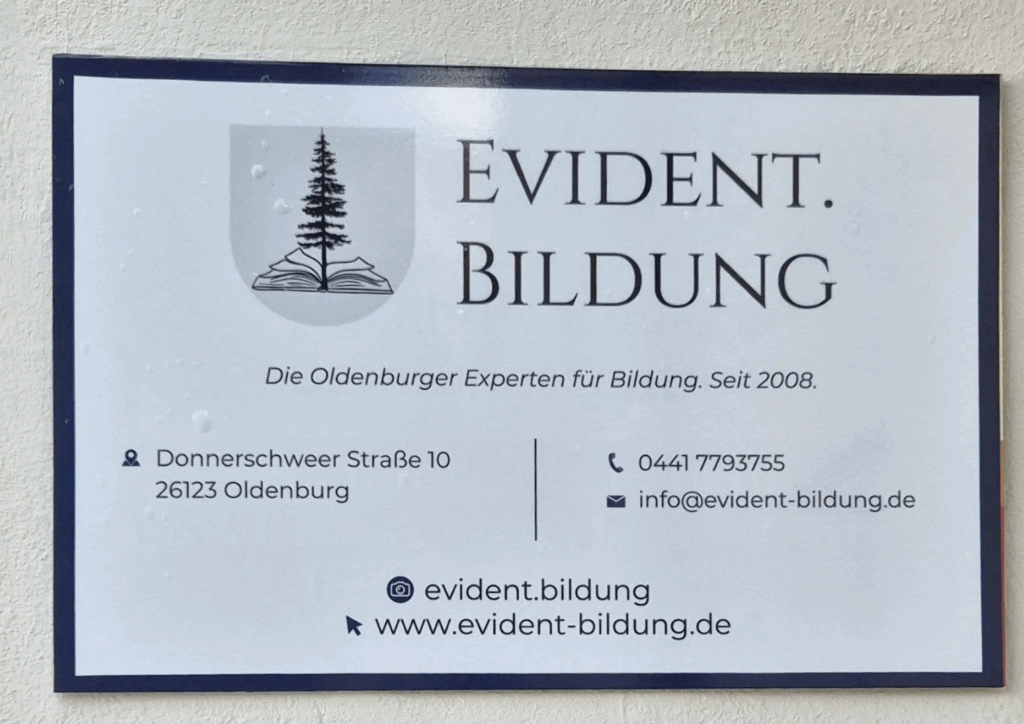 EVIDENT.
BILDUNG
Die Oldenburger Experten für Bildung. Seit 2008.
Donnerschweer Straße 10
26123 Oldenburg
0441 7793755
info@evident-bildung.de
evident.bildung
www.evident-bildung.de